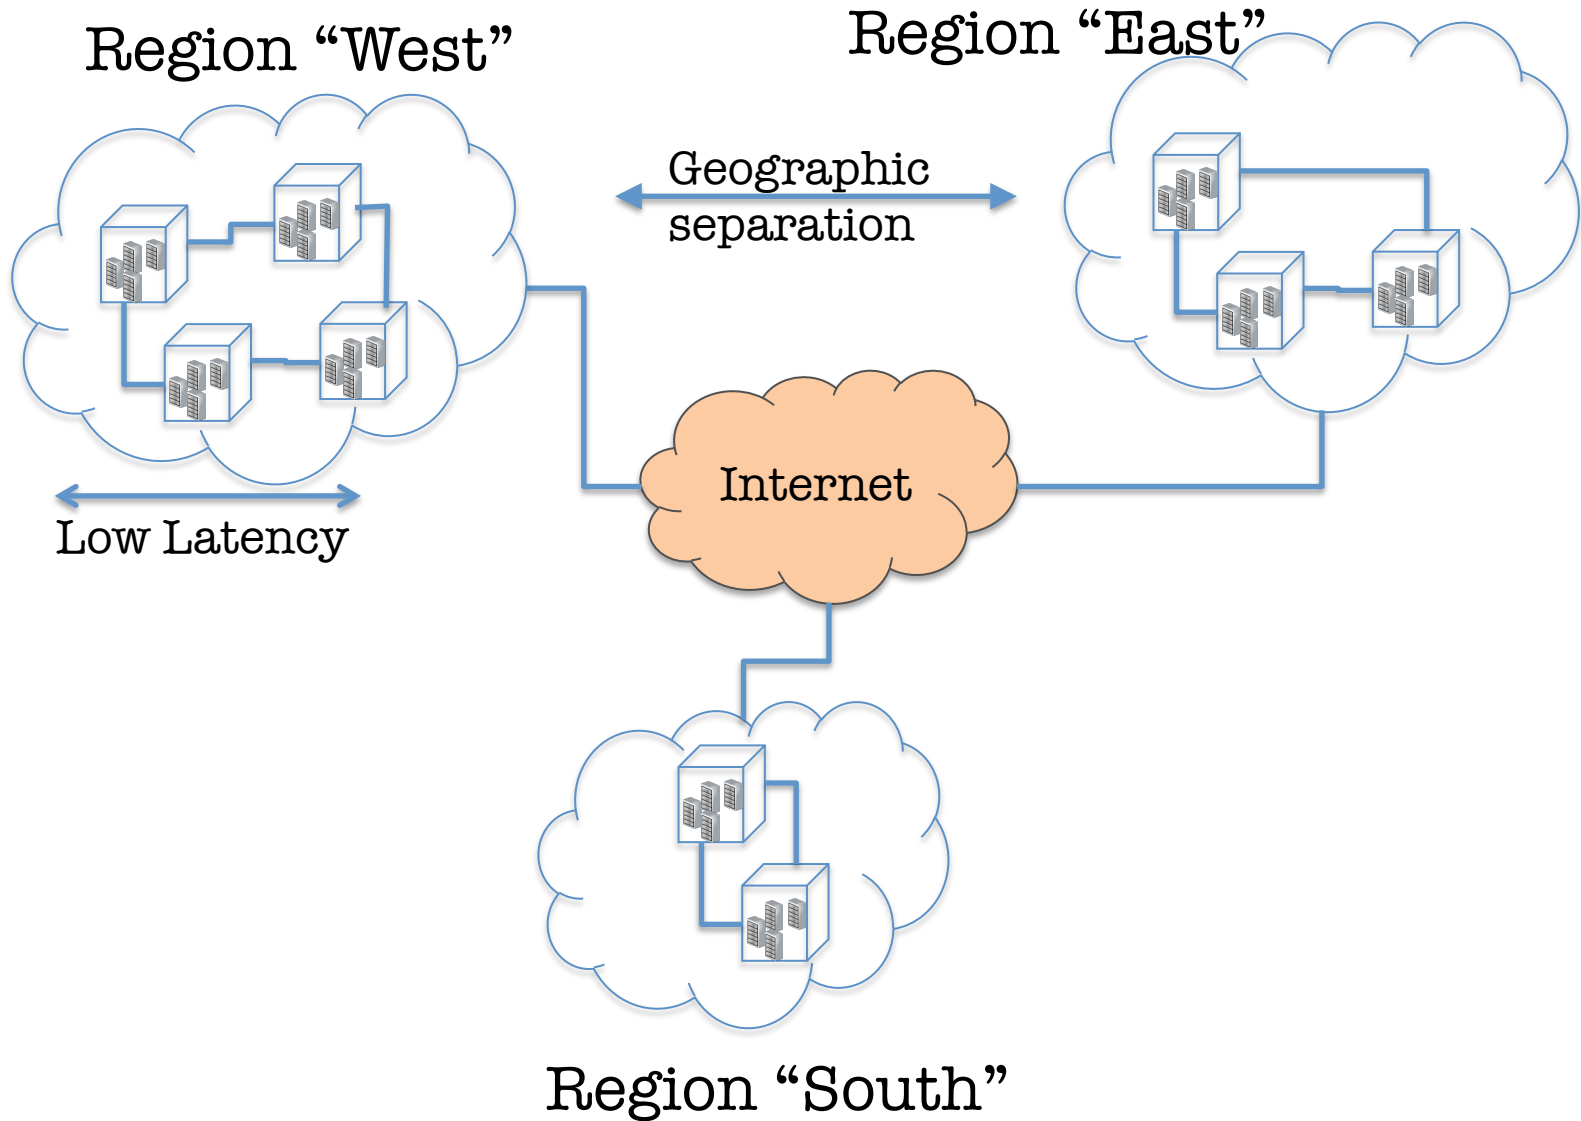 Region “West”
Region “East”
Geographic
separation
Internet
Low Latency
Region “South”